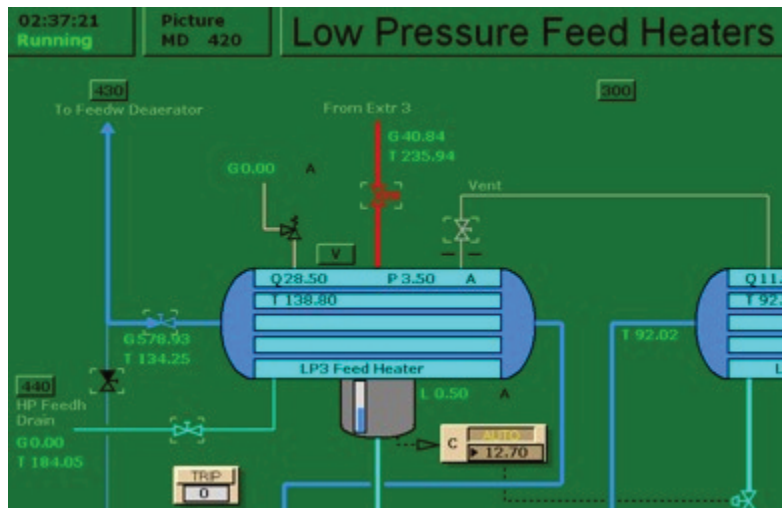 02:37:21
Running
Picture
MD 420
Low Pressure Feed Heaters
430
To Feedw Deaerator
From Extr 3
300
G 40.84
T 235.94
G 0.00 A
Vent
V
Q 28.50 P 3.50 A
T 138.80
Q 11.
T 92.
G 578.93
T 134.25
T 92.02
LP3 Feed Heater
L
440
HP Feedh
Drain
G 0.00
T 184.05
L 0.50 A
C AUTO
12.70
TRIP
0